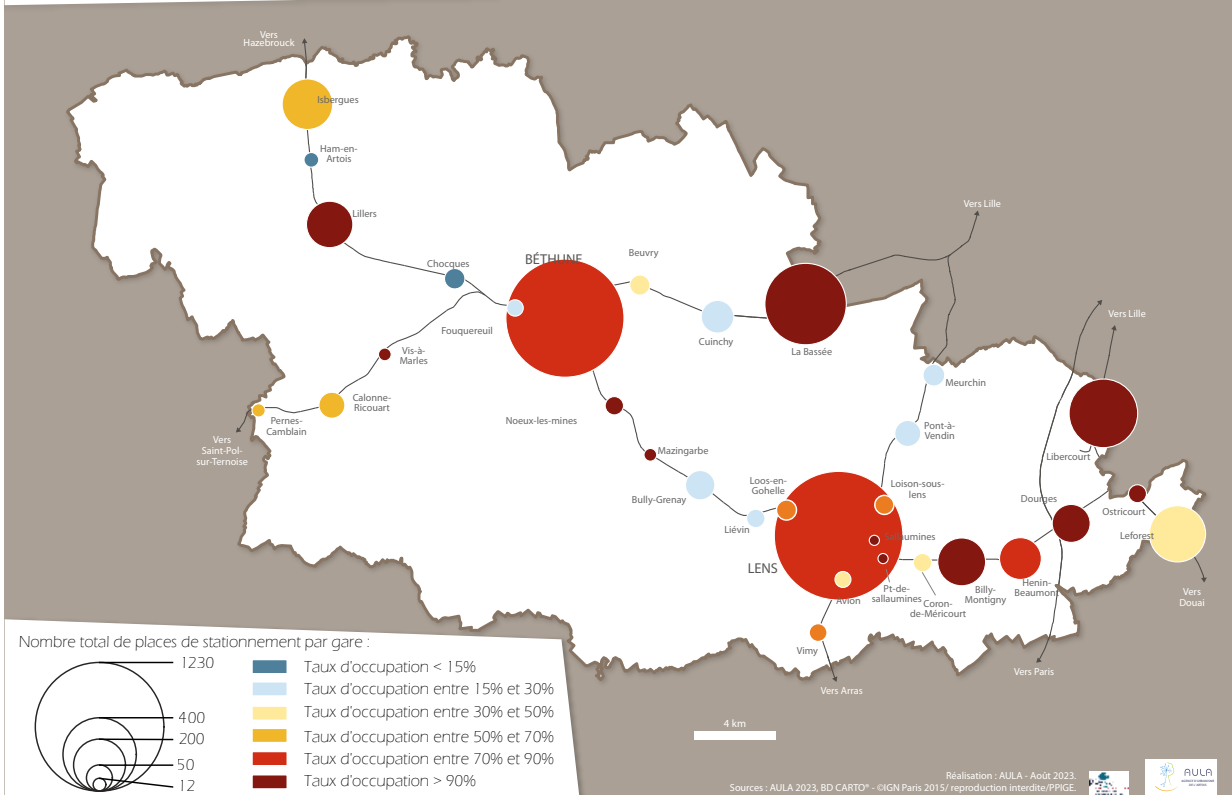 Vers
Hazebrouck
Isbergues
Ham-en-
Artois
Lillers
Chocques
BÉTHUNE
Beuvry
Vers Lille
Fouquereuil
Cuinchy
La Bassée
Vers Lille
Vis-à-
Marles
Meurchin
Calonne-
Ricouart
Pernes-
Camblain
Noeux-les-mines
Pont-à-
Vendin
Vers
Saint-Pol-
sur-Ternoise
Mazingarbe
Libercourt
Loos-en-
Gohelle
Loison-sous-
lens
Bully-Grenay
Dourges
Ostricourt
Liévin
Sallaumines
Leforest
LENS
Avion
Pt-de-
sallaumines
Coron-
de-Méricourt
Billy-
Montigny
Henin-
Beaumont
Vers
Douai
Vimy
Vers Paris
Vers Arras
Nombre total de places de stationnement par gare :
1230
400
200
50
12
Taux d'occupation < 15%
Taux d'occupation entre 15% et 30%
Taux d'occupation entre 30% et 50%
Taux d'occupation entre 50% et 70%
Taux d'occupation entre 70% et 90%
Taux d'occupation > 90%
4 km
Réalisation : AULA - Août 2023.
Sources : AULA 2023, BD CARTO® - ©IGN Paris 2015/ reproduction interdite/PPIGE.
AULA